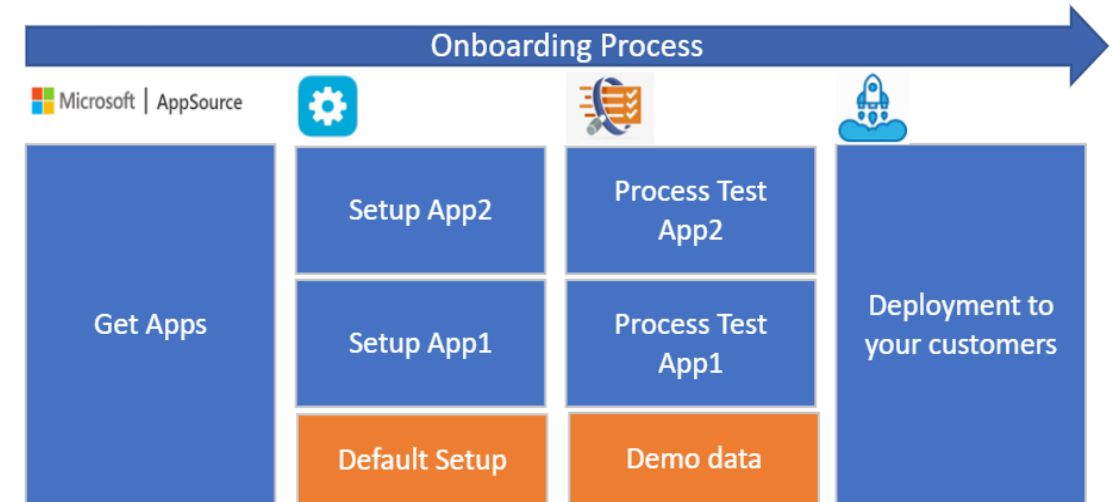 Onboarding Process
Microsoft | AppSource
Get Apps
Setup App2
Setup App1
Default Setup
Process Test
App2
Process Test
App1
Demo data
Deployment to
your customers